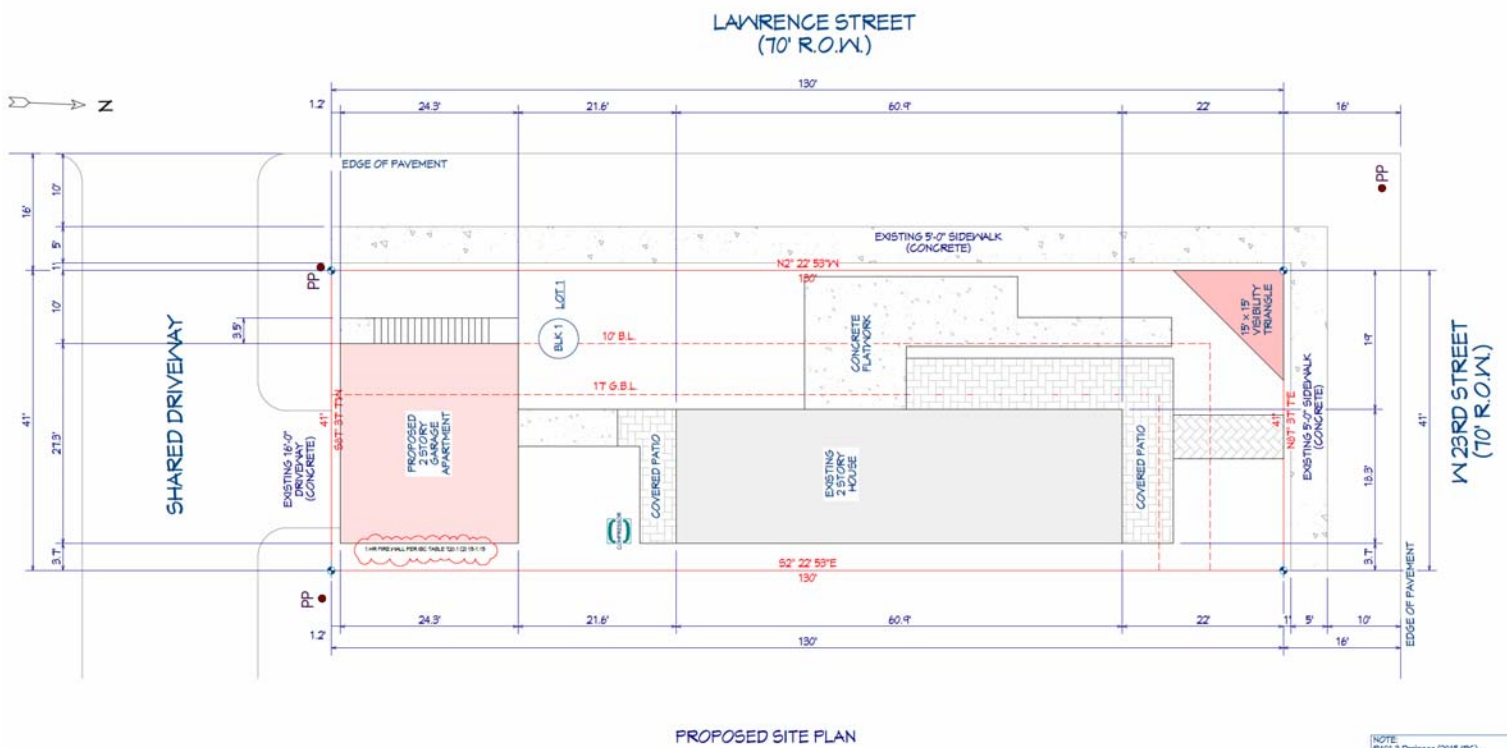 LAWRENCE STREET
(70' R.O.W.)
130'
1.2'
24.3'
21.6'
60.9'
22'
16'
N
EDGE OF PAVEMENT
PP
16'
10'
5'
1'
EXISTING 5'-0" SIDEWALK
(CONCRETE)
N2° 22' 53"W
130'
PP
10'
3.5'
LOT 1
BLK 1
10' B.L.
17' G.B.L.
CONCRETE
FLATWORK
15' x 15'
VISIBILITY
TRIANGLE
19'
SHARED DRIVEWAY
41'
27.3'
3.7'
EXISTING 16'-0"
DRIVEWAY
(CONCRETE)
41'
PROPOSED
2 STORY
GARAGE
APARTMENT
COVERED PATIO
COMPRESSOR
EXISTING
2 STORY
HOUSE
COVERED PATIO
41'
EXISTING 5'-0" SIDEWALK
(CONCRETE)
18.3'
3.7'
41'
W 23RD STREET
(70' R.O.W.)
EDGE OF PAVEMENT
S2° 22' 53"E
130'
PP
1.2'
24.3'
21.6'
60.9'
22'
1'
5'
10'
130'
16'
PROPOSED SITE PLAN
NOTE: